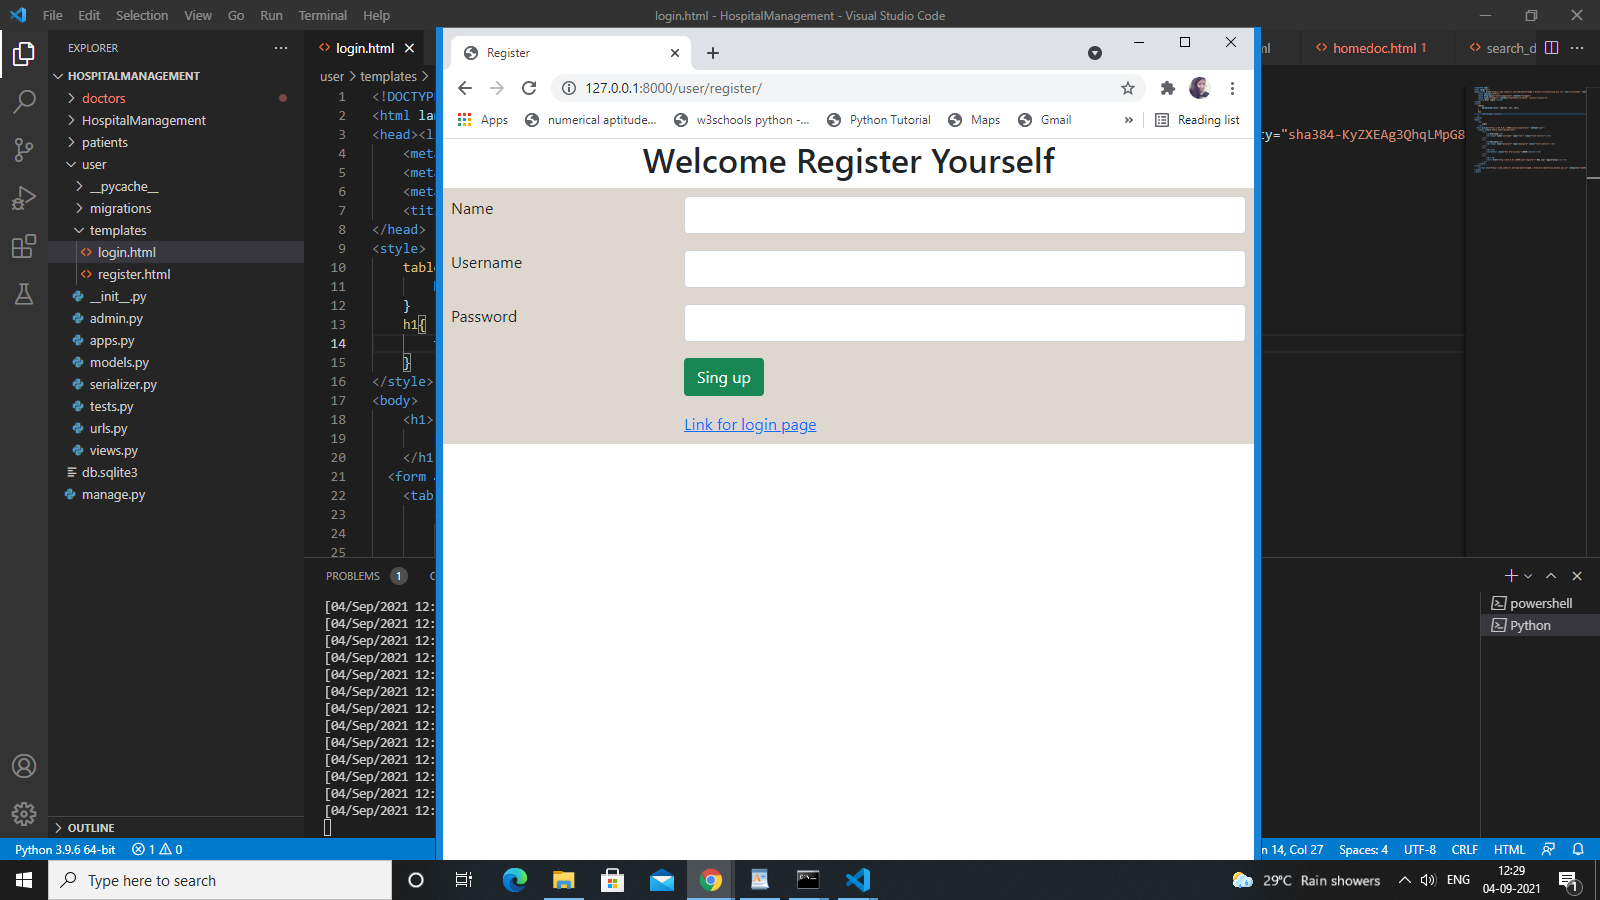 File Edit Selection View Go Run Terminal Help
login.html - HospitalManagement - Visual Studio Code
EXPLORER
HOSPITALMANAGEMENT
doctors
HospitalManagement
patients
user
__pycache__
migrations
templates
login.html
register.html
__init__.py
admin.py
apps.py
models.py
serializer.py
tests.py
urls.py
views.py
db.sqlite3
manage.py
OUTLINE
login.html
homedoc.html 1
user > templates >
1 <!DOCTYP
2 <html lan
3 <head><l
4 <met
5 <met
6 <met
7 <tit
8 </head>
9 <style>
10 tabl
11
12 }
13 h1{
14
15 }
16 </style>
17 <body>
18 <h1>
19
20 </h1
21 <form
22 <tab
23
24
25
ty="sha384-KyZXEAg3QhqLMpG8
Register
127.0.0.1:8000/user/register/
Apps numerical aptitude... w3schools python -... Python Tutorial Maps Gmail » Reading list
Welcome Register Yourself
Name
Username
Password
Sing up
Link for login page
PROBLEMS 1
[04/Sep/2021 12:
[04/Sep/2021 12:
[04/Sep/2021 12:
[04/Sep/2021 12:
[04/Sep/2021 12:
[04/Sep/2021 12:
[04/Sep/2021 12:
[04/Sep/2021 12:
[04/Sep/2021 12:
[04/Sep/2021 12:
[04/Sep/2021 12:
[04/Sep/2021 12:
[04/Sep/2021 12:
powershell
Python
Python 3.9.6 64-bit 1 0
14, Col 27 Spaces: 4 UTF-8 CRLF HTML
Type here to search
29°C Rain showers ENG
12:29
04-09-2021
1